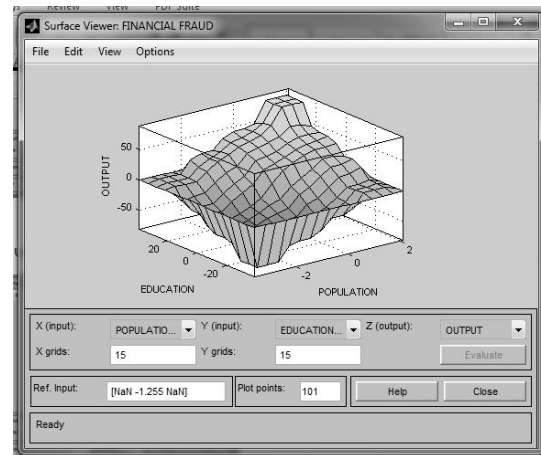 Review View PDF Suite
Surface Viewer: FINANCIAL FRAUD
File Edit View Options
50
0
-50
OUTPUT
20
0
-20
EDUCATION
-2
0
2
POPULATION
X (input): POPULATIO... Y (input): EDUCATION... Z (output): OUTPUT
X grids: 15 Y grids: 15 Evaluate
Ref. Input: [NaN -1.255 NaN] Plot points: 101 Help Close
Ready